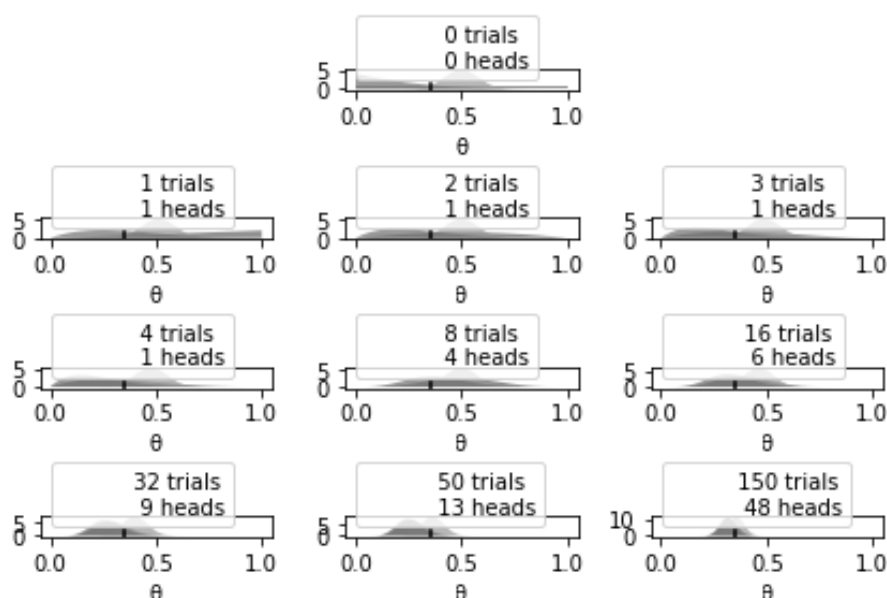 0 trials
0 heads
5
0
0.0 0.5 1.0
θ
1 trials
1 heads
2 trials
1 heads
3 trials
1 heads
5
0
5
0
5
0
0.0 0.5 1.0
0.0 0.5 1.0
0.0 0.5 1.0
θ
θ
θ
4 trials
1 heads
8 trials
4 heads
16 trials
6 heads
5
0
5
0
5
0
0.0 0.5 1.0
0.0 0.5 1.0
0.0 0.5 1.0
θ
θ
θ
32 trials
9 heads
50 trials
13 heads
150 trials
48 heads
5
0
5
0
10
0
0.0 0.5 1.0
0.0 0.5 1.0
0.0 0.5 1.0
θ
θ
θ